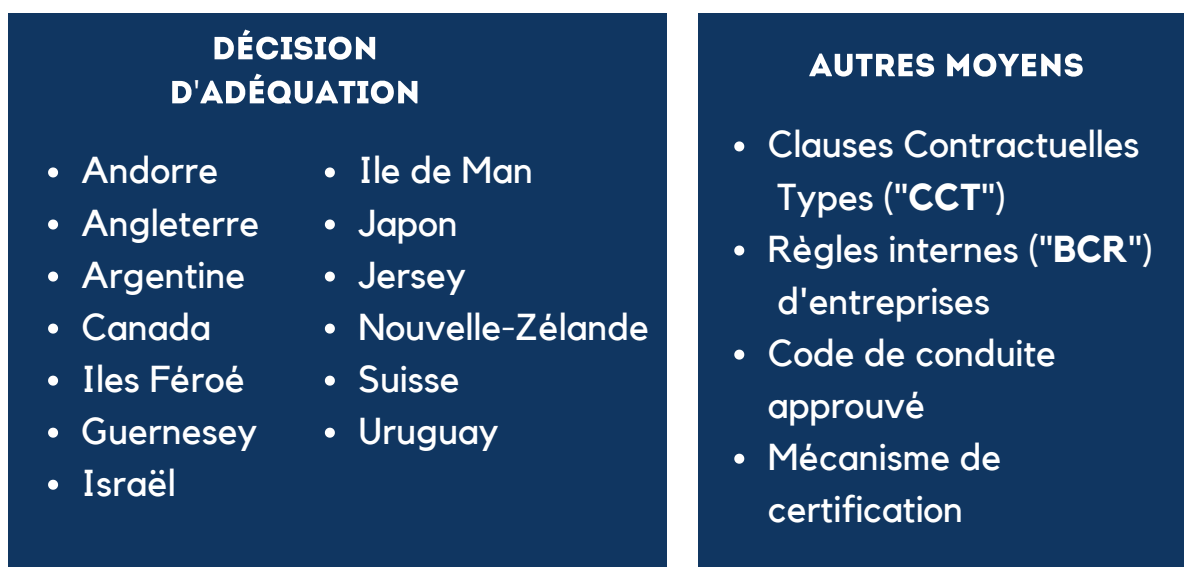 DÉCISION
D'ADÉQUATION
• Andorre
• Angleterre
• Argentine
• Canada
• Iles Féroé
• Guernesey
• Israël
• Ile de Man
• Japon
• Jersey
• Nouvelle-Zélande
• Suisse
• Uruguay
AUTRES MOYENS
• Clauses Contractuelles
Types ("CCT")
• Règles internes ("BCR")
d'entreprises
• Code de conduite
approuvé
• Mécanisme de
certification